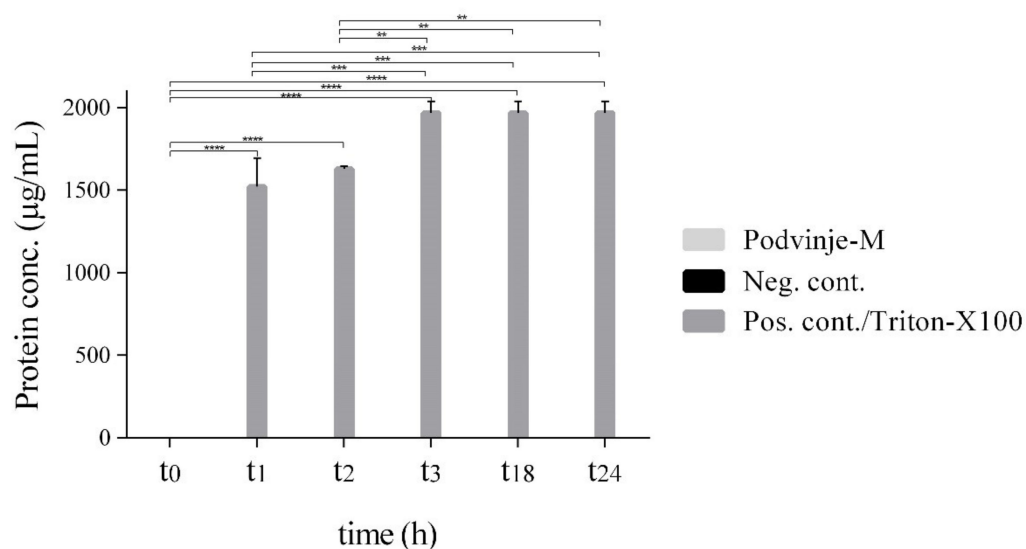 **
**
**
***
***
***
****
****
****
****
****
Protein conc. (µg/mL)
2000
1500
1000
500
0
t0 t1 t2 t3 t18 t24
time (h)
Podvinje-M
Neg. cont.
Pos. cont./Triton-X100